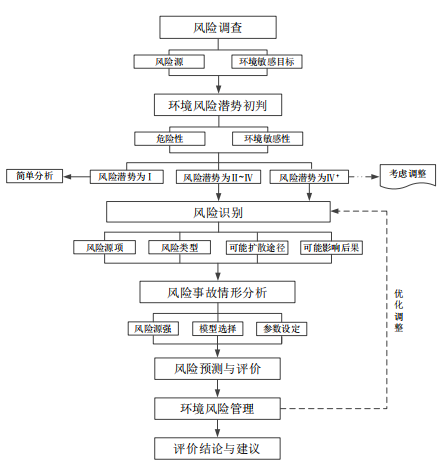 风险调查
风险源
环境敏感目标
环境风险潜势初判
危险性
环境敏感性
简单分析
风险潜势为Ⅰ
风险潜势为Ⅱ~Ⅳ
风险潜势为Ⅳ+
考虑调整
风险识别
风险源项
风险类型
可能扩散途径
可能影响后果
风险事故情形分析
优化调整
风险源强
模型选择
参数设定
风险预测与评价
环境风险管理
评价结论与建议